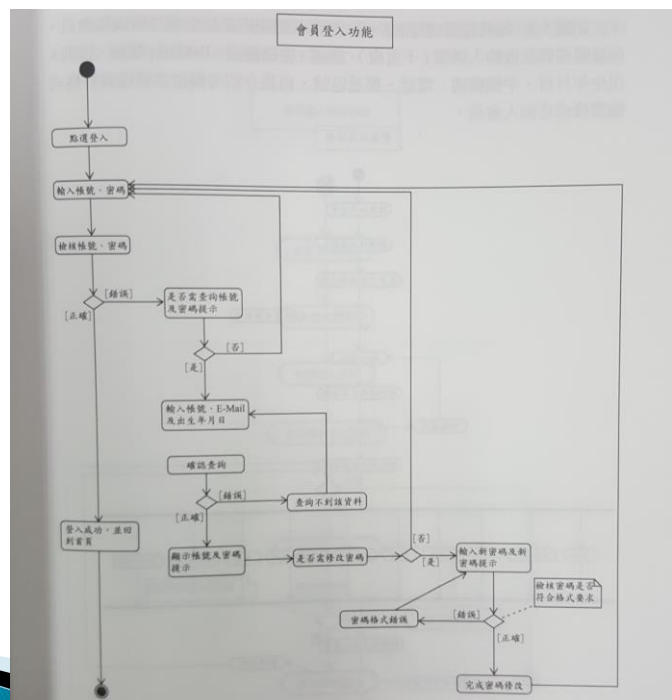 會員登入功能
點選登入
輸入帳號、密碼
檢核帳號、密碼
[錯誤]
[正確]
是否需查詢帳號
及密碼提示
[否]
[是]
輸入帳號、E-Mail
及出生年月日
確認查詢
[錯誤]
[正確]
查詢不到該資料
登入成功，並回
到首頁
顯示帳號及密碼
提示
是否需修改密碼
[否]
[是]
輸入新密碼及新
密碼提示
檢核密碼是否
符合格式要求
密碼格式錯誤
[錯誤]
[正確]
完成密碼修改